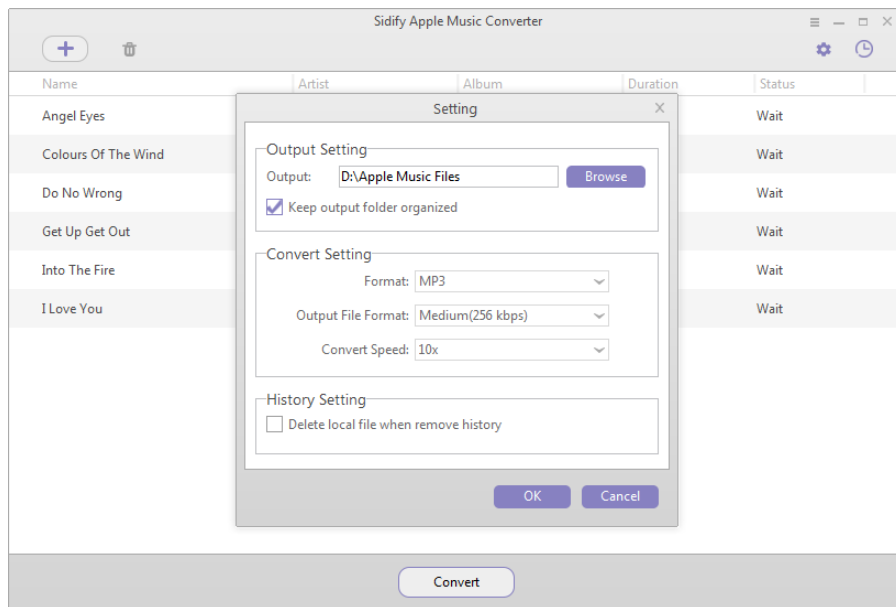 Sidify Apple Music Converter
Name Artist Album Duration Status
Setting
Angel Eyes Wait
Colours Of The Wind Wait
Do No Wrong Wait
Get Up Get Out Wait
Into The Fire Wait
I Love You Wait
Output Setting
Output: D:\Apple Music Files Browse
Keep output folder organized
Convert Setting
Format: MP3
Output File Format: Medium(256 kbps)
Convert Speed: 10x
History Setting
Delete local file when remove history
OK Cancel
Convert